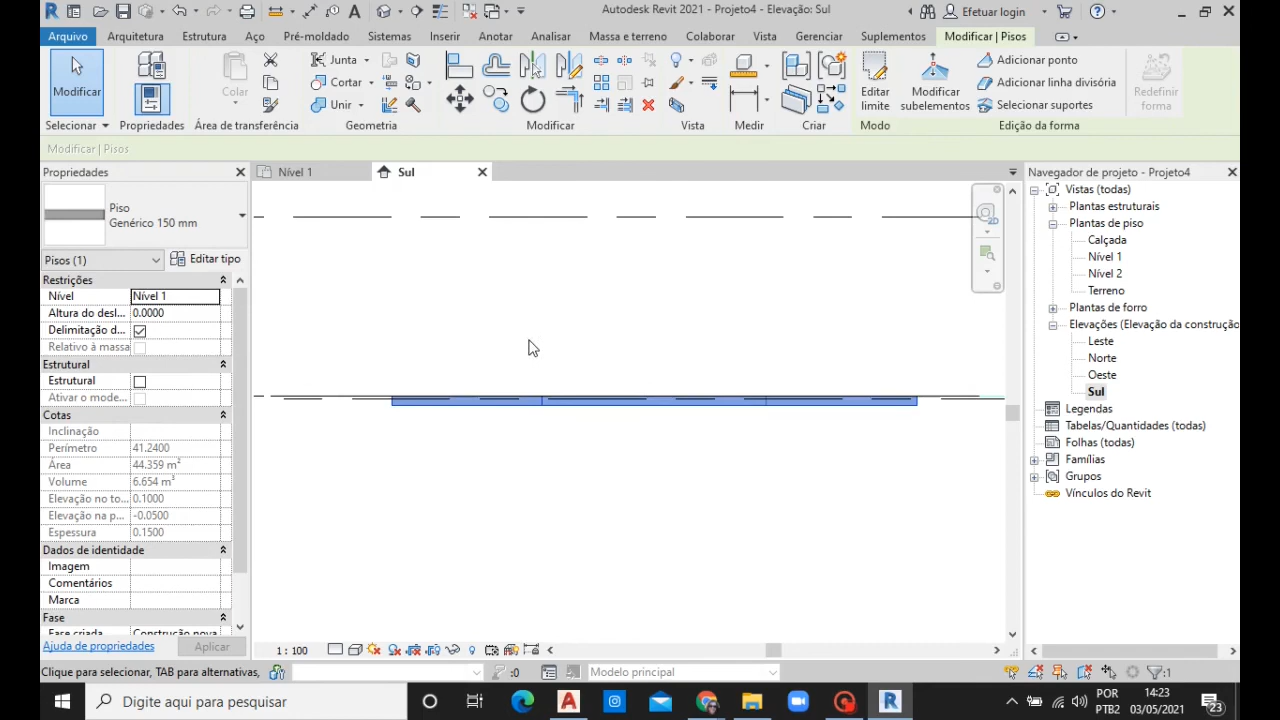 Autodesk Revit 2021 - Projeto4 - Elevação: Sul
Efetuar login
Arquivo Arquitetura Estrutura Aço Pré-moldado Sistemas Inserir Anotar Analisar Massa e terreno Colaborar Vista Gerenciar Suplementos Modificar | Pisos
Modificar
Colar
Junta
Cortar
Unir
Editar limite
Modificar subelementos
Adicionar ponto
Adicionar linha divisória
Selecionar suportes
Redefinir forma
Selecionar Propriedades Área de transferência Geometria Modificar Vista Medir Criar Modo Edição da forma
Modificar | Pisos
Propriedades
Piso
Genérico 150 mm
Pisos (1)
Editar tipo
Restrições
Nível Nível 1
Altura do desl... 0.0000
Delimitação d...
Relativo à massa
Estrutural
Estrutural
Ativar o mode...
Cotas
Inclinação
Perímetro 41.2400
Área 44.359 m²
Volume 6.654 m³
Elevação no to... 0.1000
Elevação na p... -0.0500
Espessura 0.1500
Dados de identidade
Imagem
Comentários
Marca
Fase
Fase criada Construção nova
Ajuda de propriedades
Aplicar
Nível 1
Sul
2D
1 : 100
Navegador de projeto - Projeto4
Vistas (todas)
Plantas estruturais
Plantas de piso
Calçada
Nível 1
Nível 2
Terreno
Plantas de forro
Elevações (Elevação da construção
Leste
Norte
Oeste
Sul
Legendas
Tabelas/Quantidades (todas)
Folhas (todas)
Famílias
Grupos
Vínculos do Revit
Clique para selecionar, TAB para alternativas,
:0
Modelo principal
:1
Digite aqui para pesquisar
POR
PTB2
14:23
03/05/2021
23